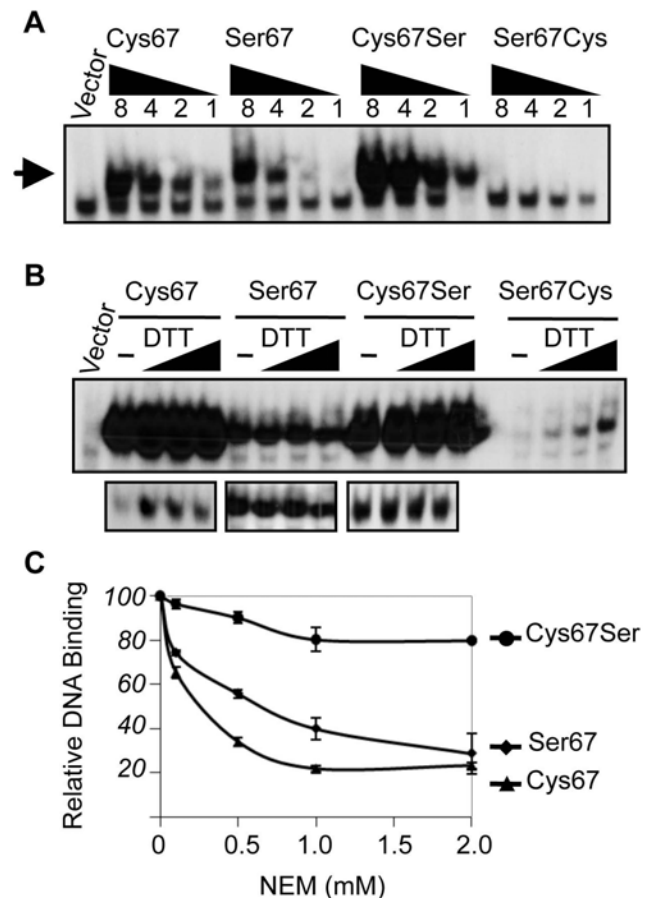 A
Cys67 Ser67 Cys67Ser Ser67Cys
Vector
8 4 2 1 8 4 2 1 8 4 2 1 8 4 2 1
B
Cys67 Ser67 Cys67Ser Ser67Cys
Vector
– DTT – DTT – DTT – DTT
C
Relative DNA Binding
100
80
60
40
20
Cys67Ser
Ser67
Cys67
0 0.5 1.0 2.0
NEM (mM)